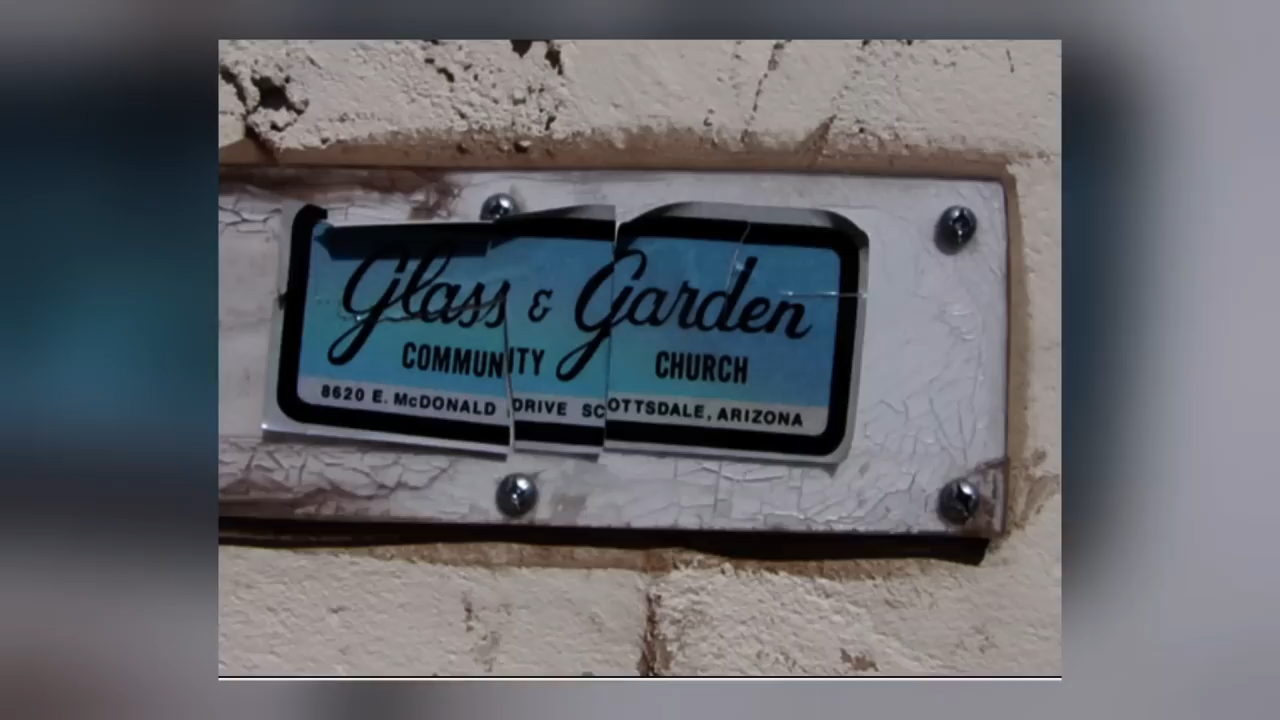 Glass & Garden
COMMUNITY CHURCH
8620 E. McDONALD DRIVE SCOTTSDALE, ARIZONA